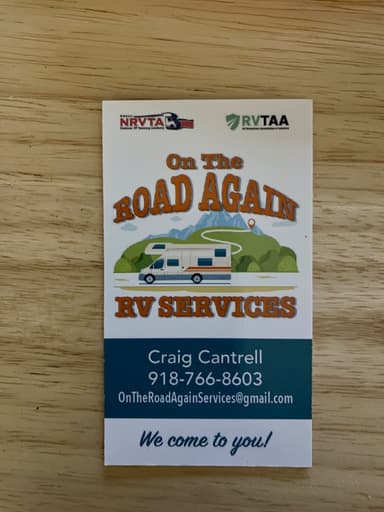 NRVTA
RVTAA
On The
ROAD AGAIN
RV SERVICES
Craig Cantrell
918-766-8603
OnTheRoadAgainServices@gmail.com
We come to you!